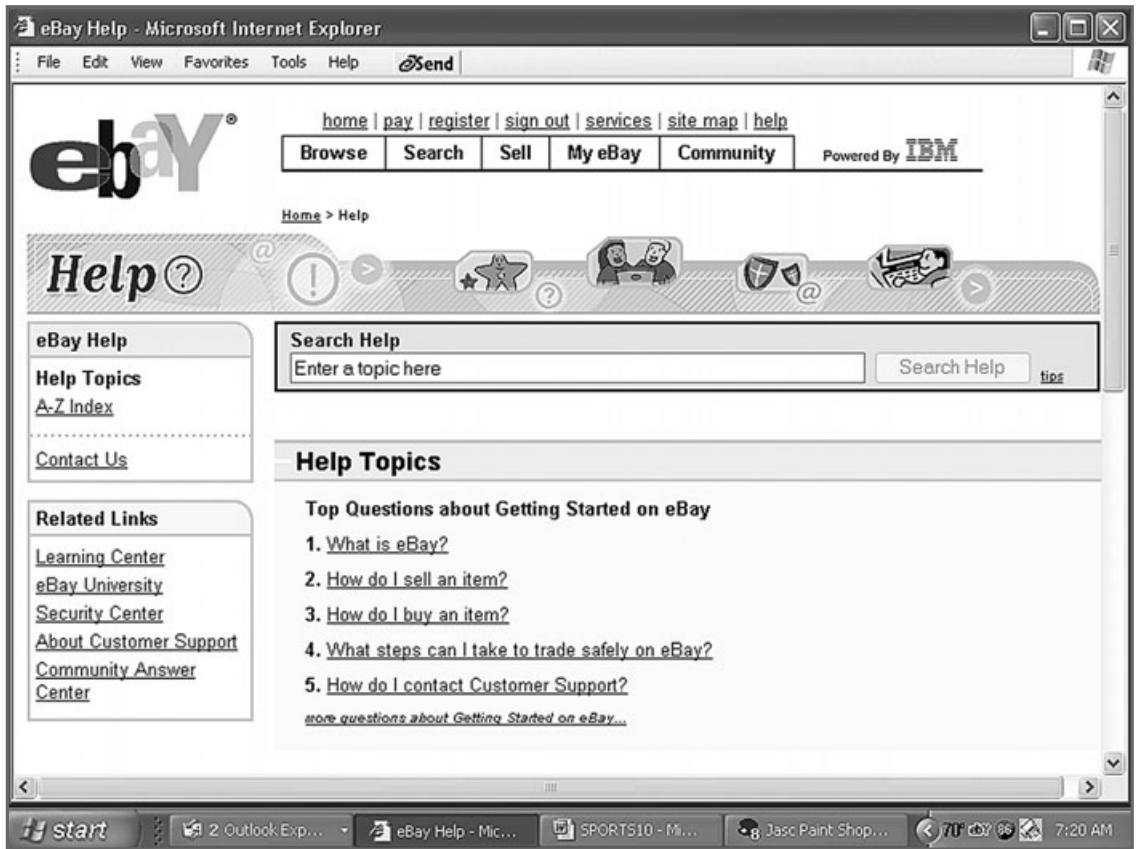 eBay Help - Microsoft Internet Explorer
File Edit View Favorites Tools Help Send
ebaY®
home | pay | register | sign out | services | site map | help
Browse Search Sell My eBay Community Powered By IBM
Home > Help
Help ?
eBay Help
Help Topics
A-Z Index
Contact Us
Related Links
Learning Center
eBay University
Security Center
About Customer Support
Community Answer
Center
Search Help
Enter a topic here Search Help tips
Help Topics
Top Questions about Getting Started on eBay
1. What is eBay?
2. How do I sell an item?
3. How do I buy an item?
4. What steps can I take to trade safely on eBay?
5. How do I contact Customer Support?
more questions about Getting Started on eBay...
start 2 Outlook Exp... eBay Help - Mic... SPORTS10 - Mi... Jasc Paint Shop... 70° 86 7:20 AM